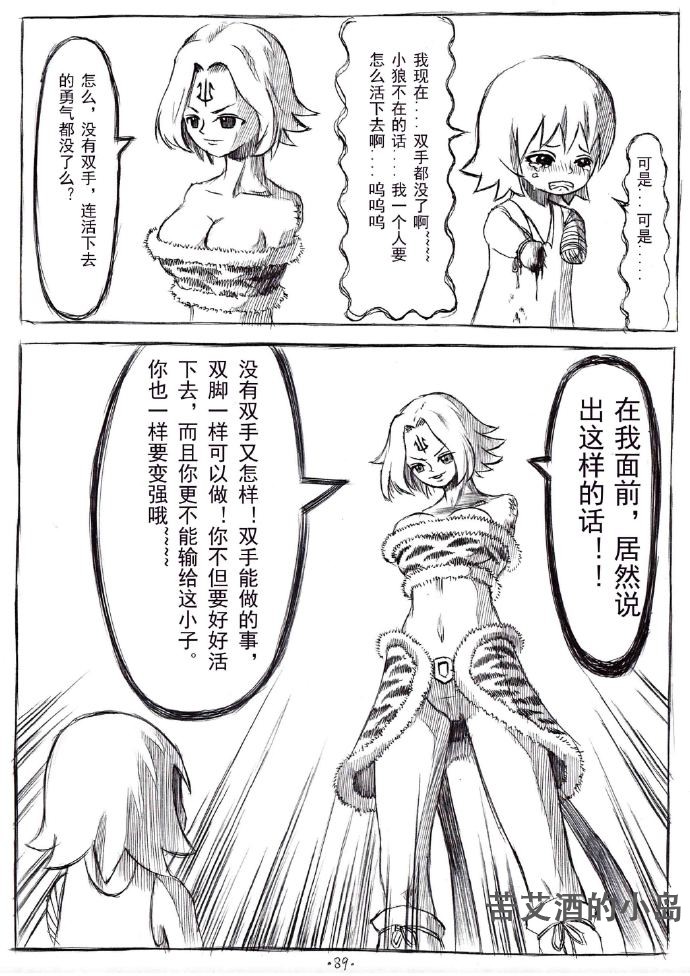 可是...可是.....
我现在....双手都没了啊~~~~
小狼不在的话....我一个人要
怎么活下去啊....呜呜呜
怎么，没有双手，连活下去
的勇气都没了么？
在我面前，居然说
出这样的话！！
没有双手又怎样！双手能做的事，
双脚一样可以做！你不但要好好活
下去，而且你更不能输给这小子。
你也一样要变强哦~~~~
苦艾酒的小岛
·39·